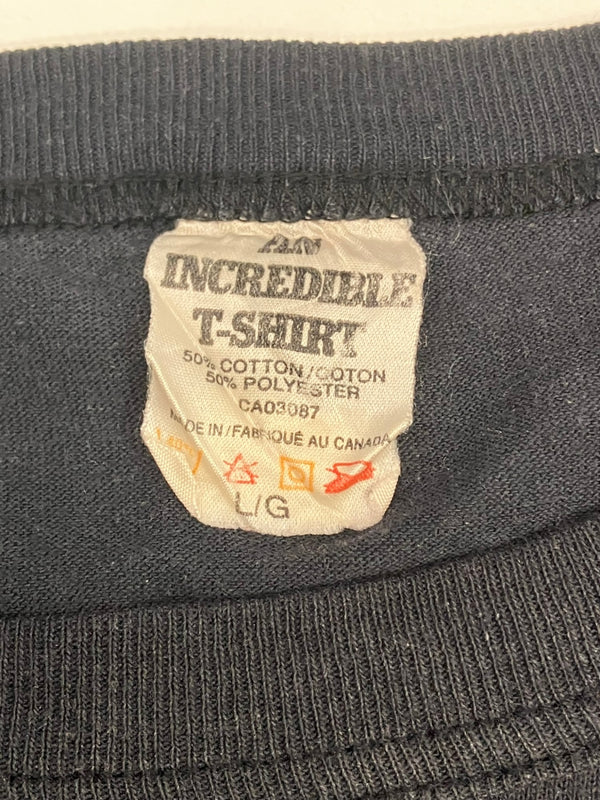 AN
INCREDIBLE
T-SHIRT
50% COTTON/COTON
50% POLYESTER
CA03087
MADE IN/FABRIQUÉ AU CANADA
L/G